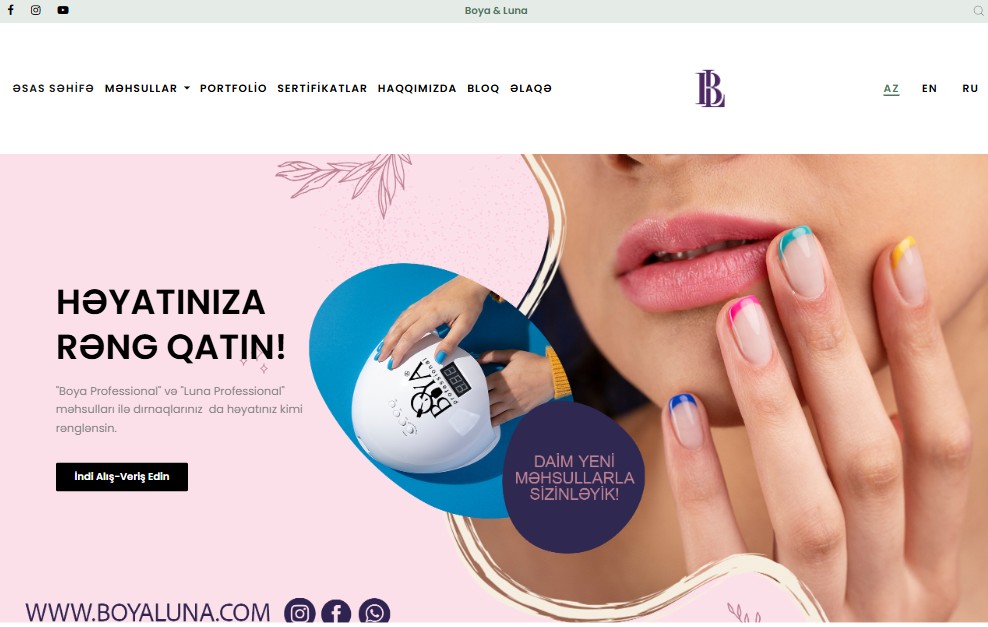 Boya & Luna
ƏSAS SƏHİFƏ MƏHSULLAR PORTFOLİO SERTİFİKATLAR HAQQIMIZDA BLOQ ƏLAQƏ
BL
AZ EN RU
HƏYATINIZA
RƏNG QATIN!
"Boya Professional" və "Luna Professional"
məhsulları ilə dırnaqlarınız da həyatınız kimi
rənglənsin.
İndi Alış-Veriş Edin
BOYA
professional
DAİM YENİ
MƏHSULLARLA
SİZİNLƏYİK!
WWW.BOYALUNA.COM